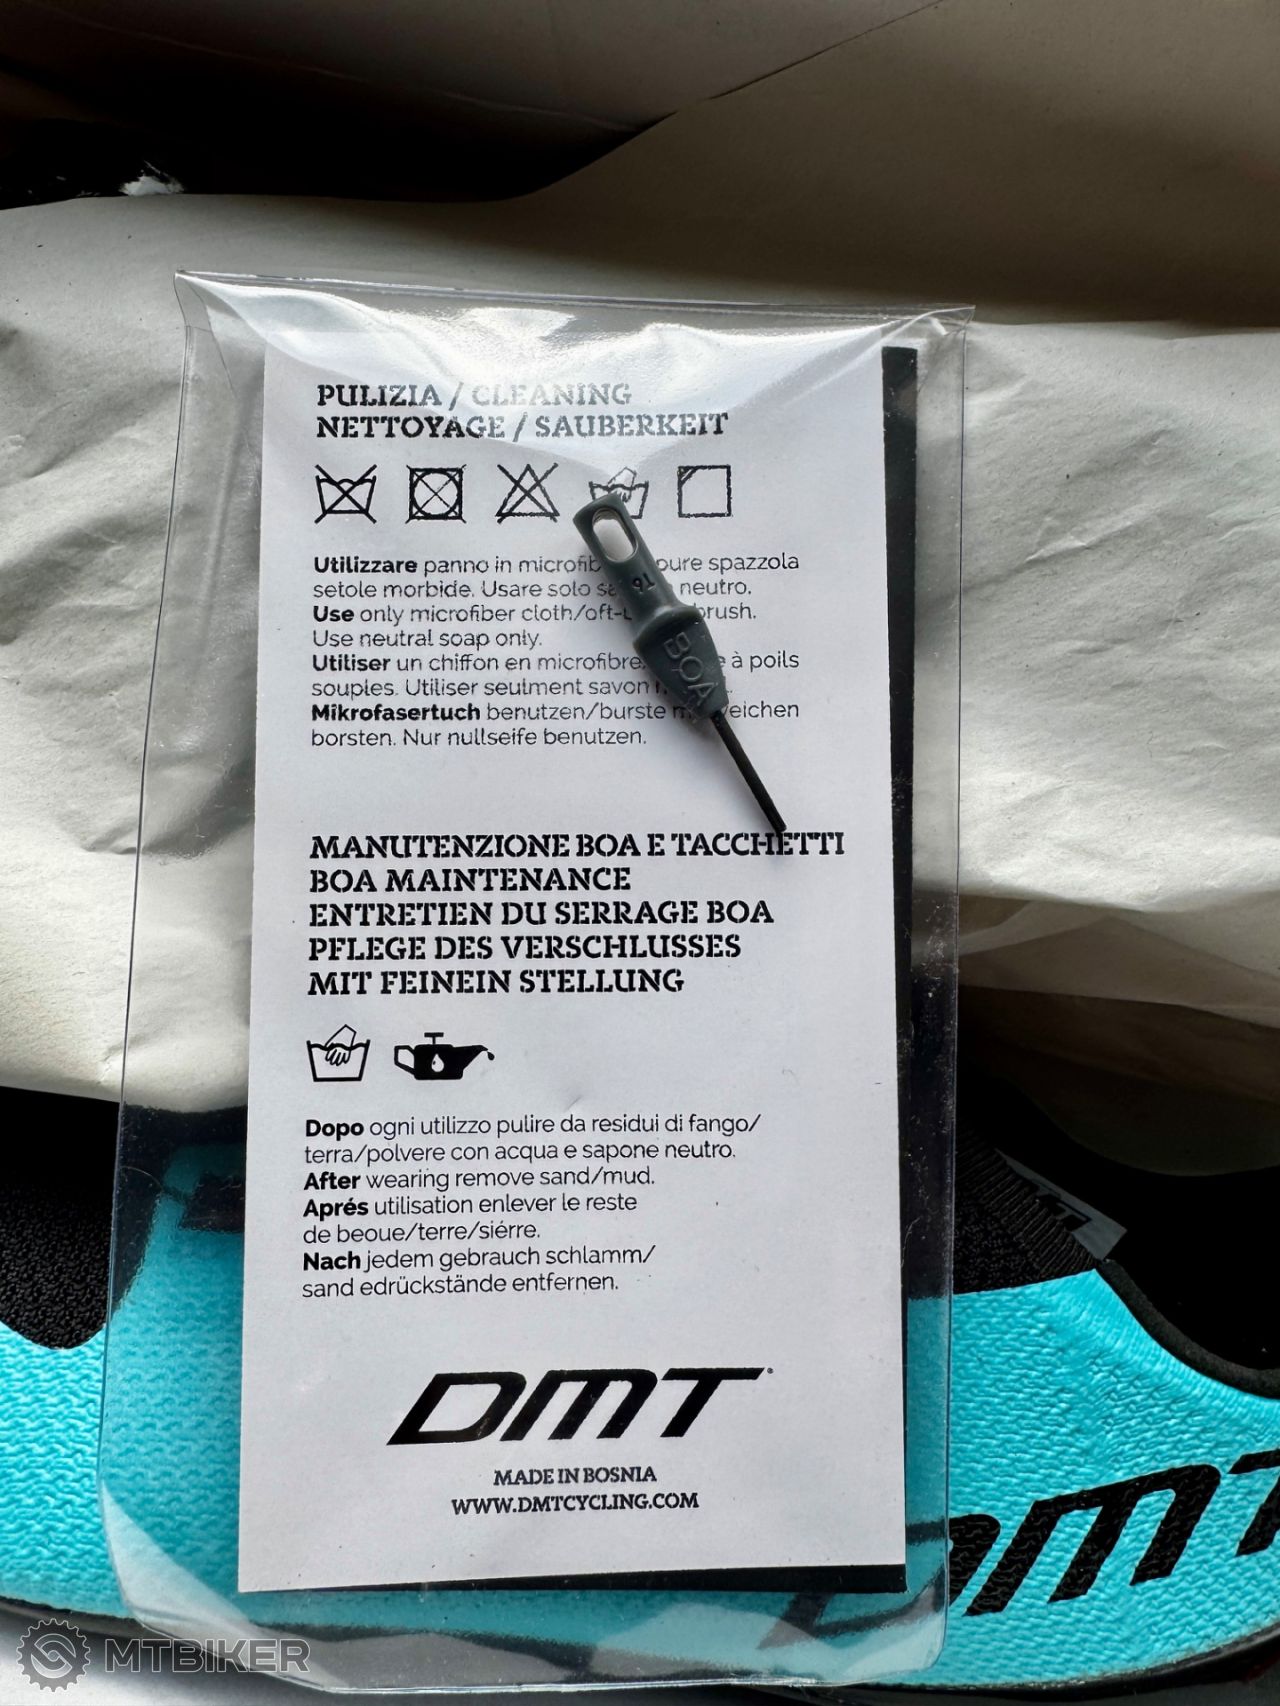 PULIZIA / CLEANING
NETTOYAGE / SAUBERKEIT
Utilizzare panno in microfib pure spazzola
setole morbide. Usare solo neutro.
Use only microfiber cloth/oft- brush.
Use neutral soap only.
Utiliser un chiffon en microfibre à poils
souples. Utiliser seulment savon
Mikrofasertuch benutzen/burste
borsten. Nur nullseife benutzen.
16
BOA
MANUTENZIONE BOA E TACCHETTI
BOA MAINTENANCE
ENTRETIEN DU SERRAGE BOA
PFLEGE DES VERSCHLUSSES
MIT FEINEIN STELLUNG
Dopo ogni utilizzo pulire da residui di fango/
terra/polvere con acqua e sapone neutro.
After wearing remove sand/mud.
Aprés utilisation enlever le reste
de beoue/terre/siérre.
Nach jedem gebrauch schlamm/
sand edrückstände entfernen.
DMT
MADE IN BOSNIA
WWW.DMTCYCLING.COM
DMT
MTBIKER